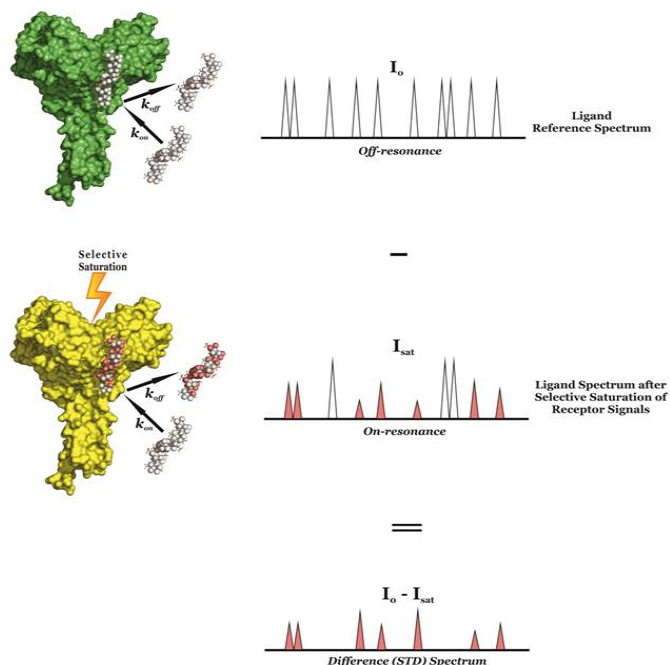 I₀
k_off
k_on
Off-resonance
Ligand
Reference Spectrum
–
Selective
Saturation
I_sat
k_off
k_on
On-resonance
Ligand Spectrum after
Selective Saturation of
Receptor Signals
=
I₀ - I_sat
Difference (STD) Spectrum